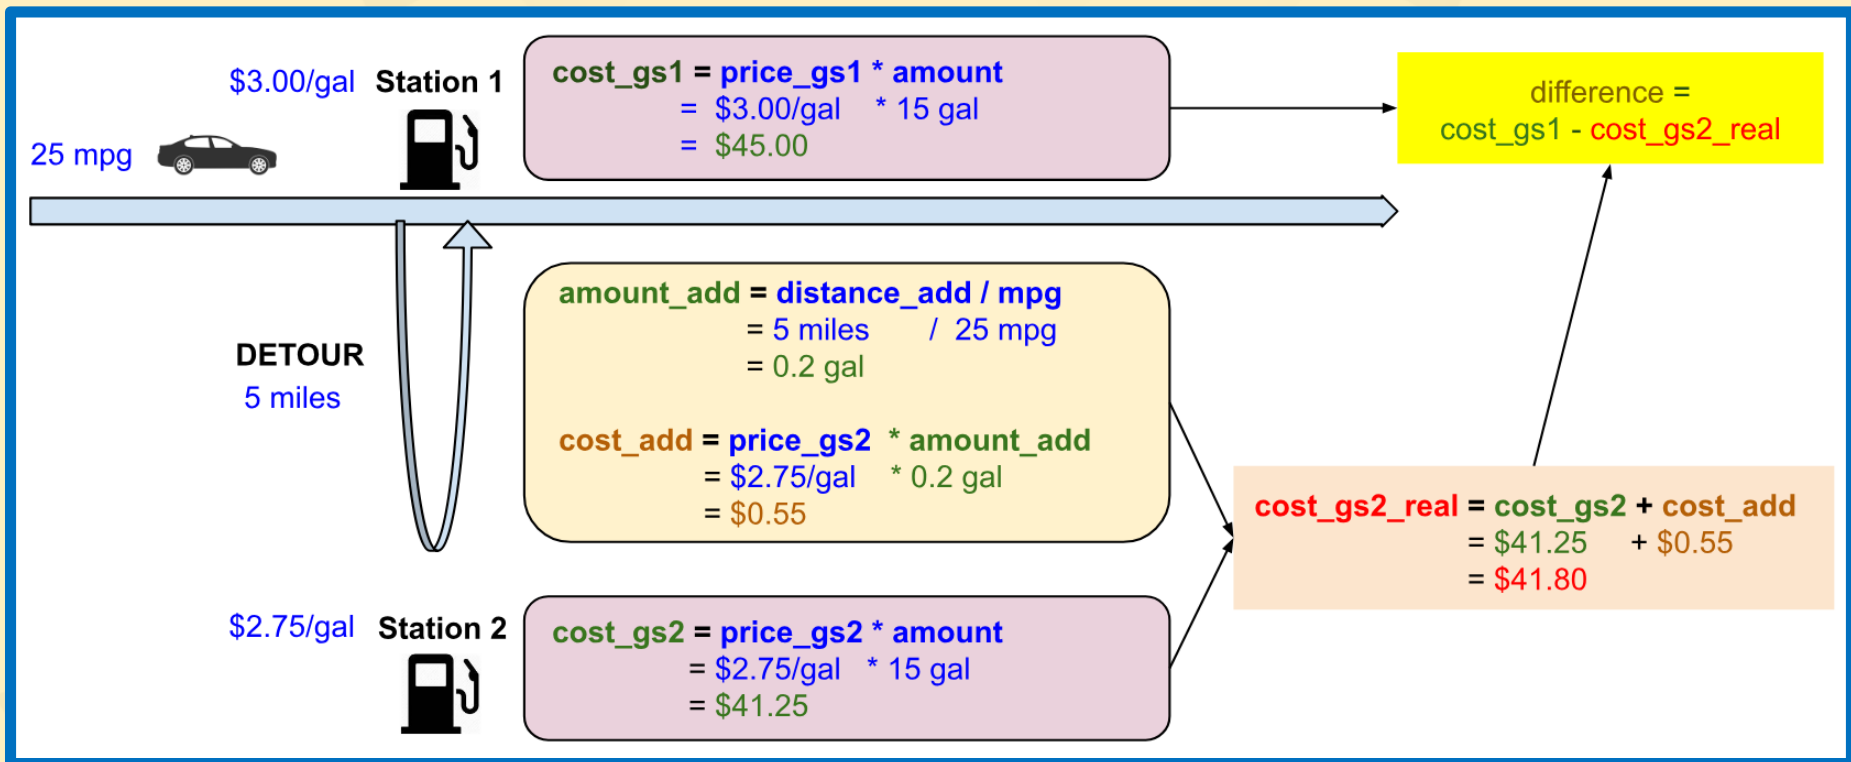 $3.00/gal Station 1
25 mpg
cost_gs1 = price_gs1 * amount
= $3.00/gal * 15 gal
= $45.00
difference =
cost_gs1 - cost_gs2_real
DETOUR
5 miles
amount_add = distance_add / mpg
= 5 miles / 25 mpg
= 0.2 gal
cost_add = price_gs2 * amount_add
= $2.75/gal * 0.2 gal
= $0.55
cost_gs2_real = cost_gs2 + cost_add
= $41.25 + $0.55
= $41.80
$2.75/gal Station 2
cost_gs2 = price_gs2 * amount
= $2.75/gal * 15 gal
= $41.25